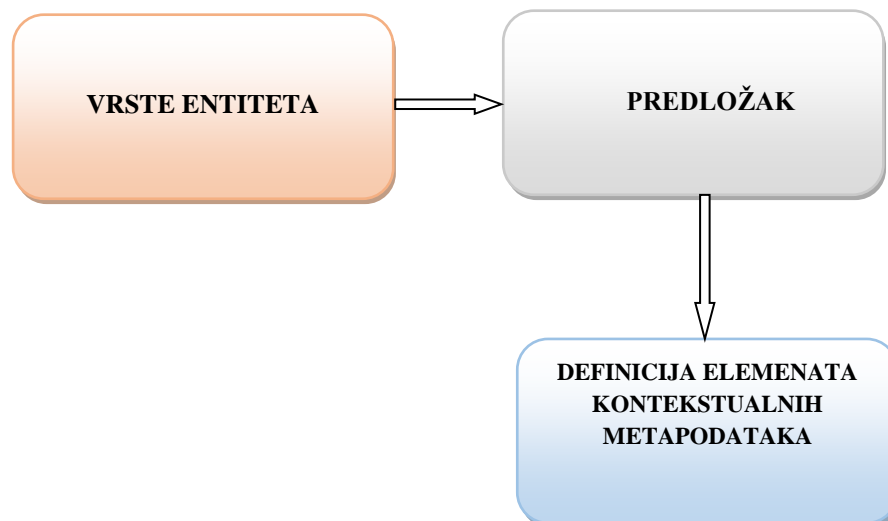 VRSTE ENTITETA
PREDLOŽAK
DEFINICIJA ELEMENATA
KONTEKSTUALNIH
METAPODATAKA